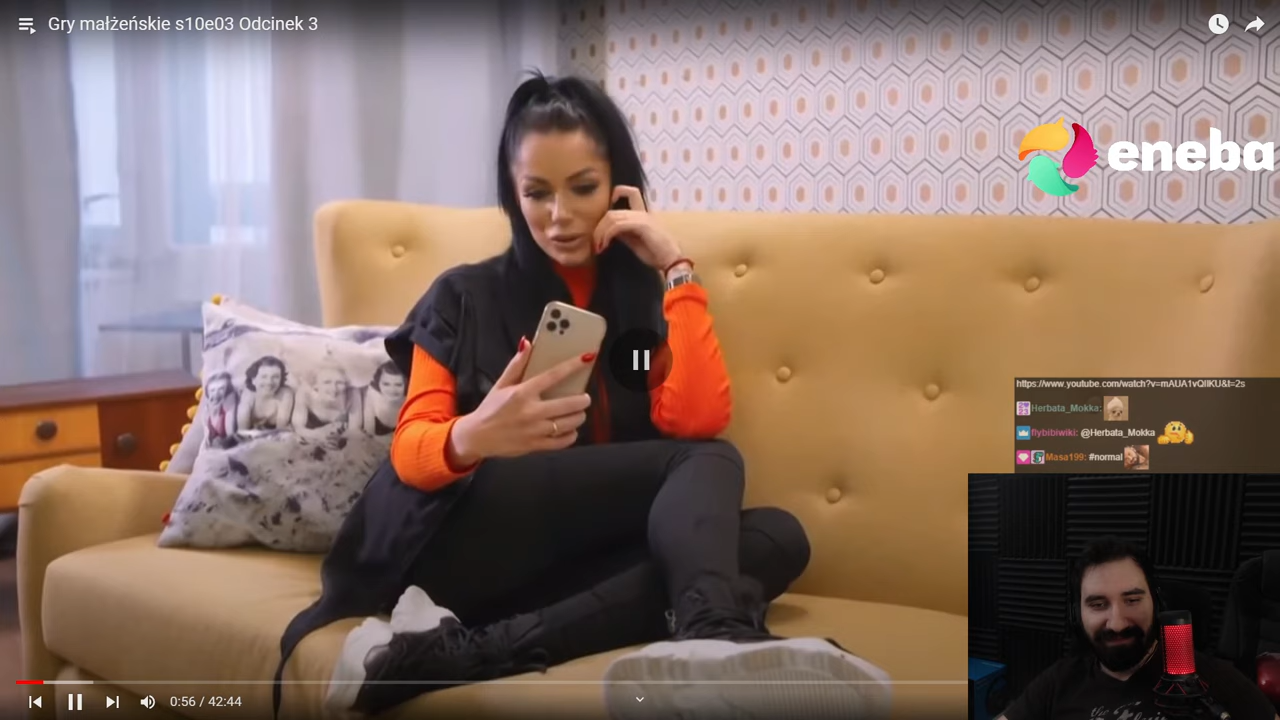 Gry małżeńskie s10e03 Odcinek 3
eneba
https://www.youtube.com/watch?v=mAUA1vQIlKU&t=2s
Herbata_Mokka:
flybibiwiki: @Herbata_Mokka
Masa199: #normal
0:56 / 42:44